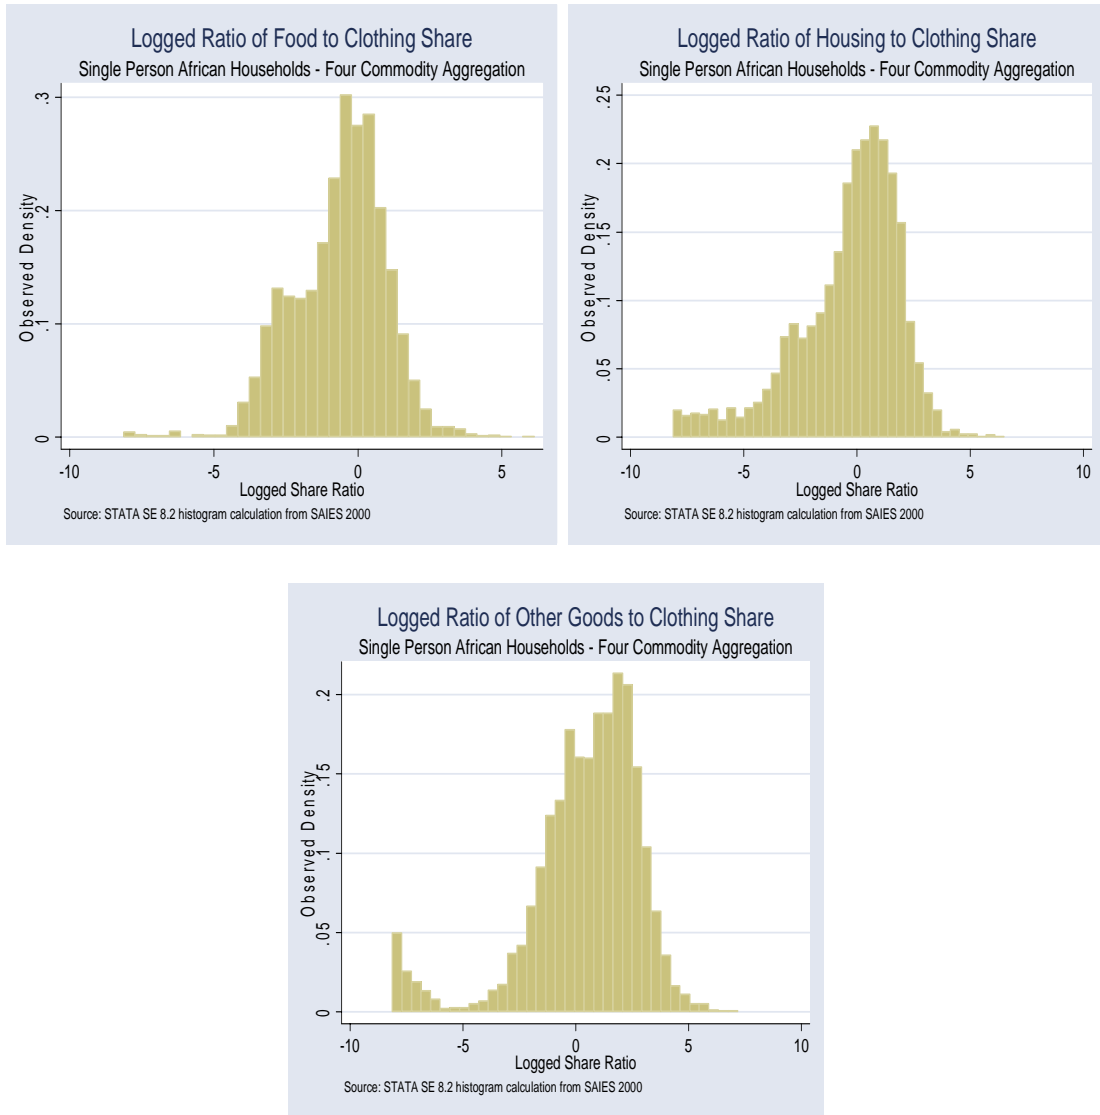 Logged Ratio of Food to Clothing Share
Single Person African Households - Four Commodity Aggregation
Observed Density
0
.1
.2
.3
-10 -5 0 5
Logged Share Ratio
Source: STATA SE 8.2 histogram calculation from SAIES 2000
Logged Ratio of Housing to Clothing Share
Single Person African Households - Four Commodity Aggregation
Observed Density
0
.05
.1
.15
.2
.25
-10 -5 0 5 10
Logged Share Ratio
Source: STATA SE 8.2 histogram calculation from SAIES 2000
Logged Ratio of Other Goods to Clothing Share
Single Person African Households - Four Commodity Aggregation
Observed Density
0
.05
.1
.15
.2
-10 -5 0 5 10
Logged Share Ratio
Source: STATA SE 8.2 histogram calculation from SAIES 2000